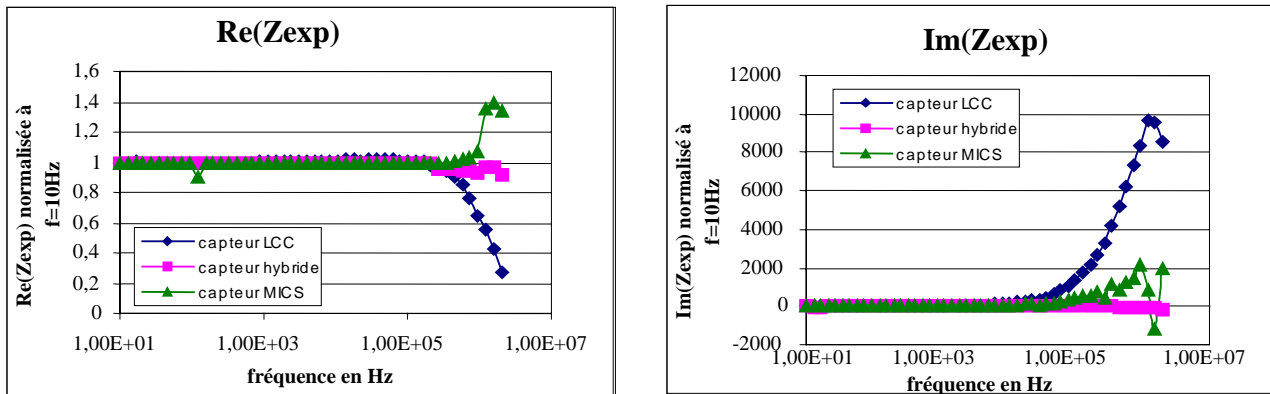 Re(Zexp)
Re(Zexp) normalisée à
f=10Hz
1,6
1,4
1,2
1
0,8
0,6
0,4
0,2
0
capteur LCC
capteur hybride
capteur MICS
1,00E+01
1,00E+03
1,00E+05
1,00E+07
fréquence en Hz
Im(Zexp)
Im(Zexp) normalisé à
f=10Hz
12000
10000
8000
6000
4000
2000
0
-2000
capteur LCC
capteur hybride
capteur MICS
1,00E+01
1,00E+03
1,00E+05
1,00E+07
fréquence en Hz